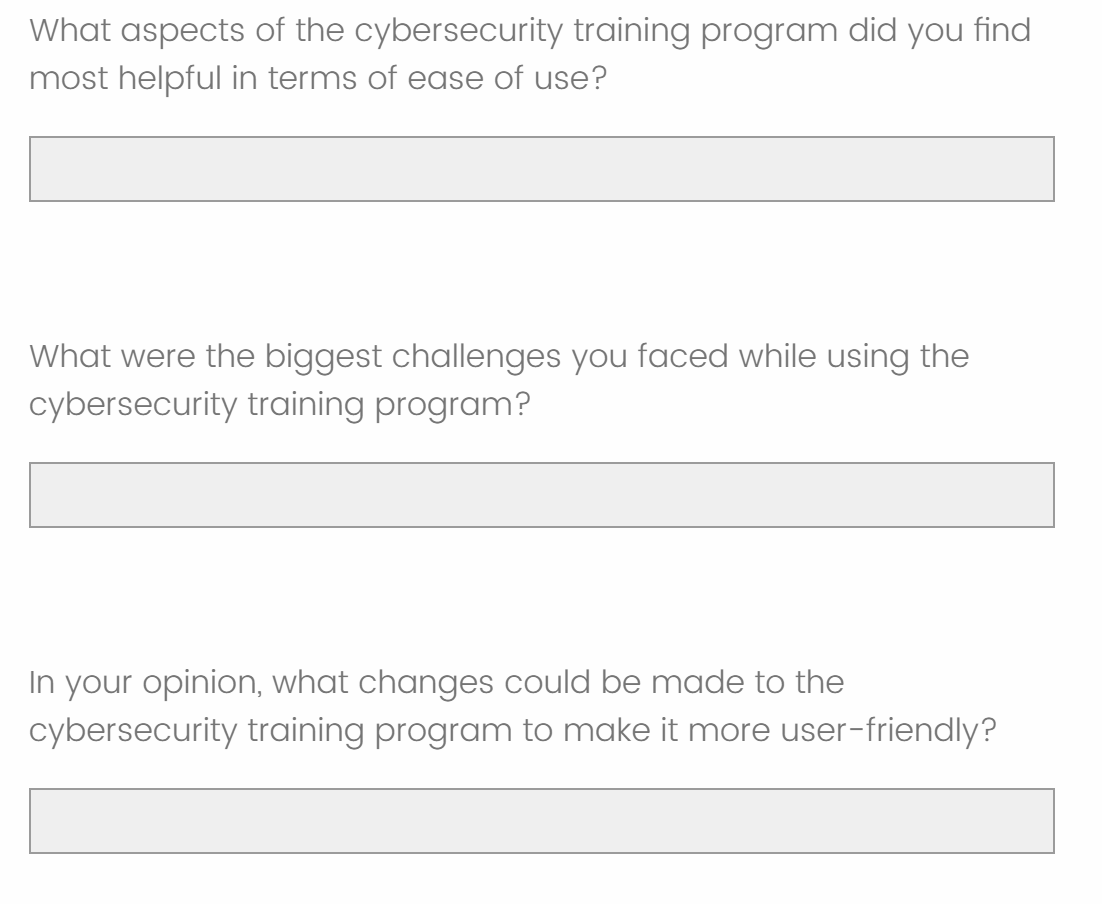 What aspects of the cybersecurity training program did you find
most helpful in terms of ease of use?
What were the biggest challenges you faced while using the
cybersecurity training program?
In your opinion, what changes could be made to the
cybersecurity training program to make it more user-friendly?